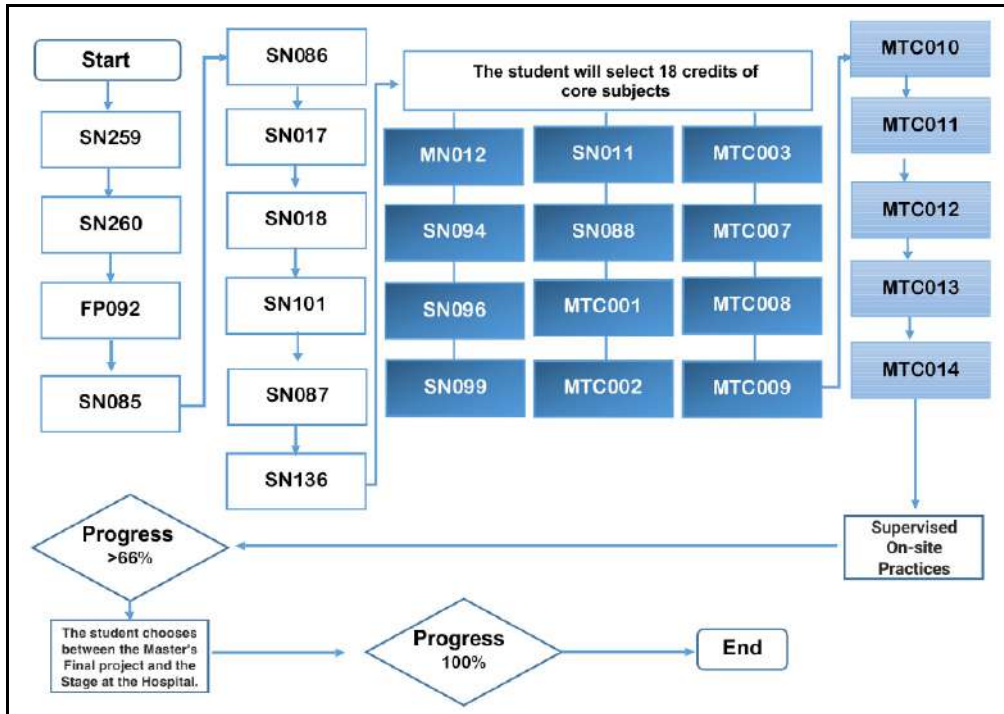 Start
SN259
SN260
FP092
SN085
SN086
SN017
SN018
SN101
SN087
SN136
The student will select 18 credits of
core subjects
MN012
SN094
SN096
SN099
SN011
SN088
MTC001
MTC002
MTC003
MTC007
MTC008
MTC009
MTC010
MTC011
MTC012
MTC013
MTC014
Supervised
On-site
Practices
Progress
>66%
The student chooses
between the Master's
Final project and the
Stage at the Hospital.
Progress
100%
End